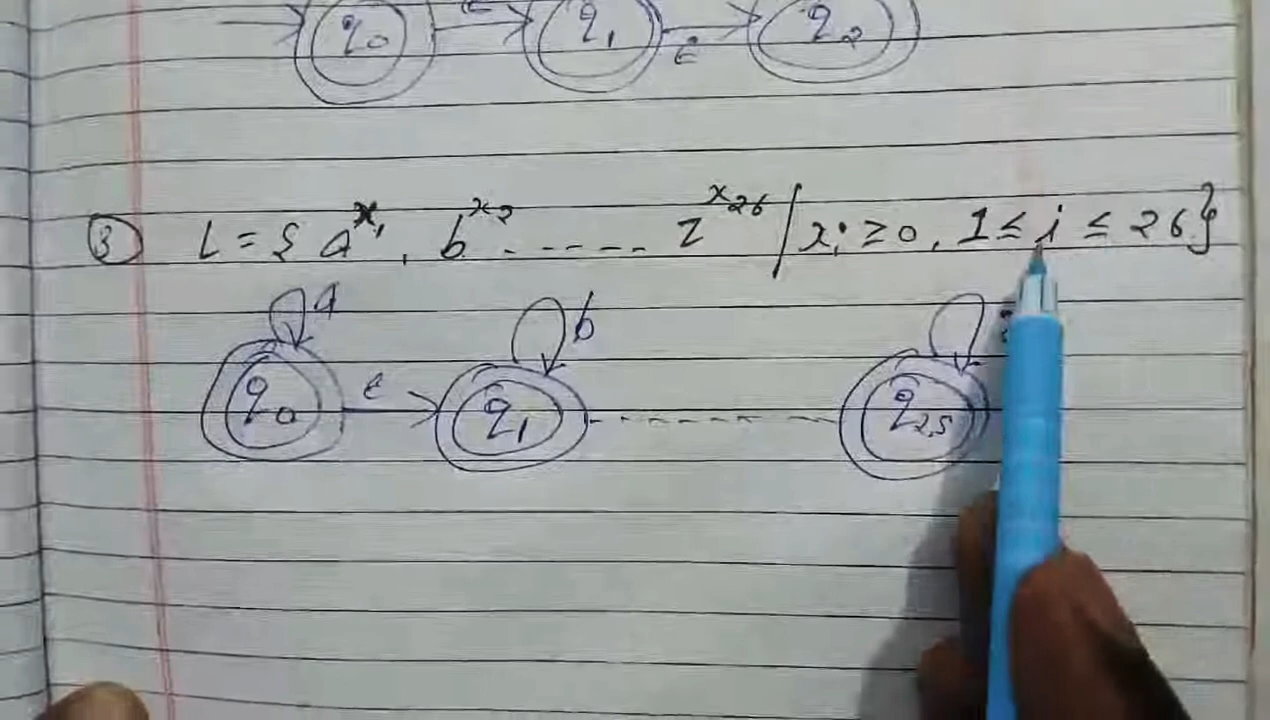 ε
q0 q1 ε q2
③ L = { a^x1, b^x2 ----- z^x26 / xi ≥ 0, 1 ≤ i ≤ 26 }
a b
q0 ε q1 ------ q25